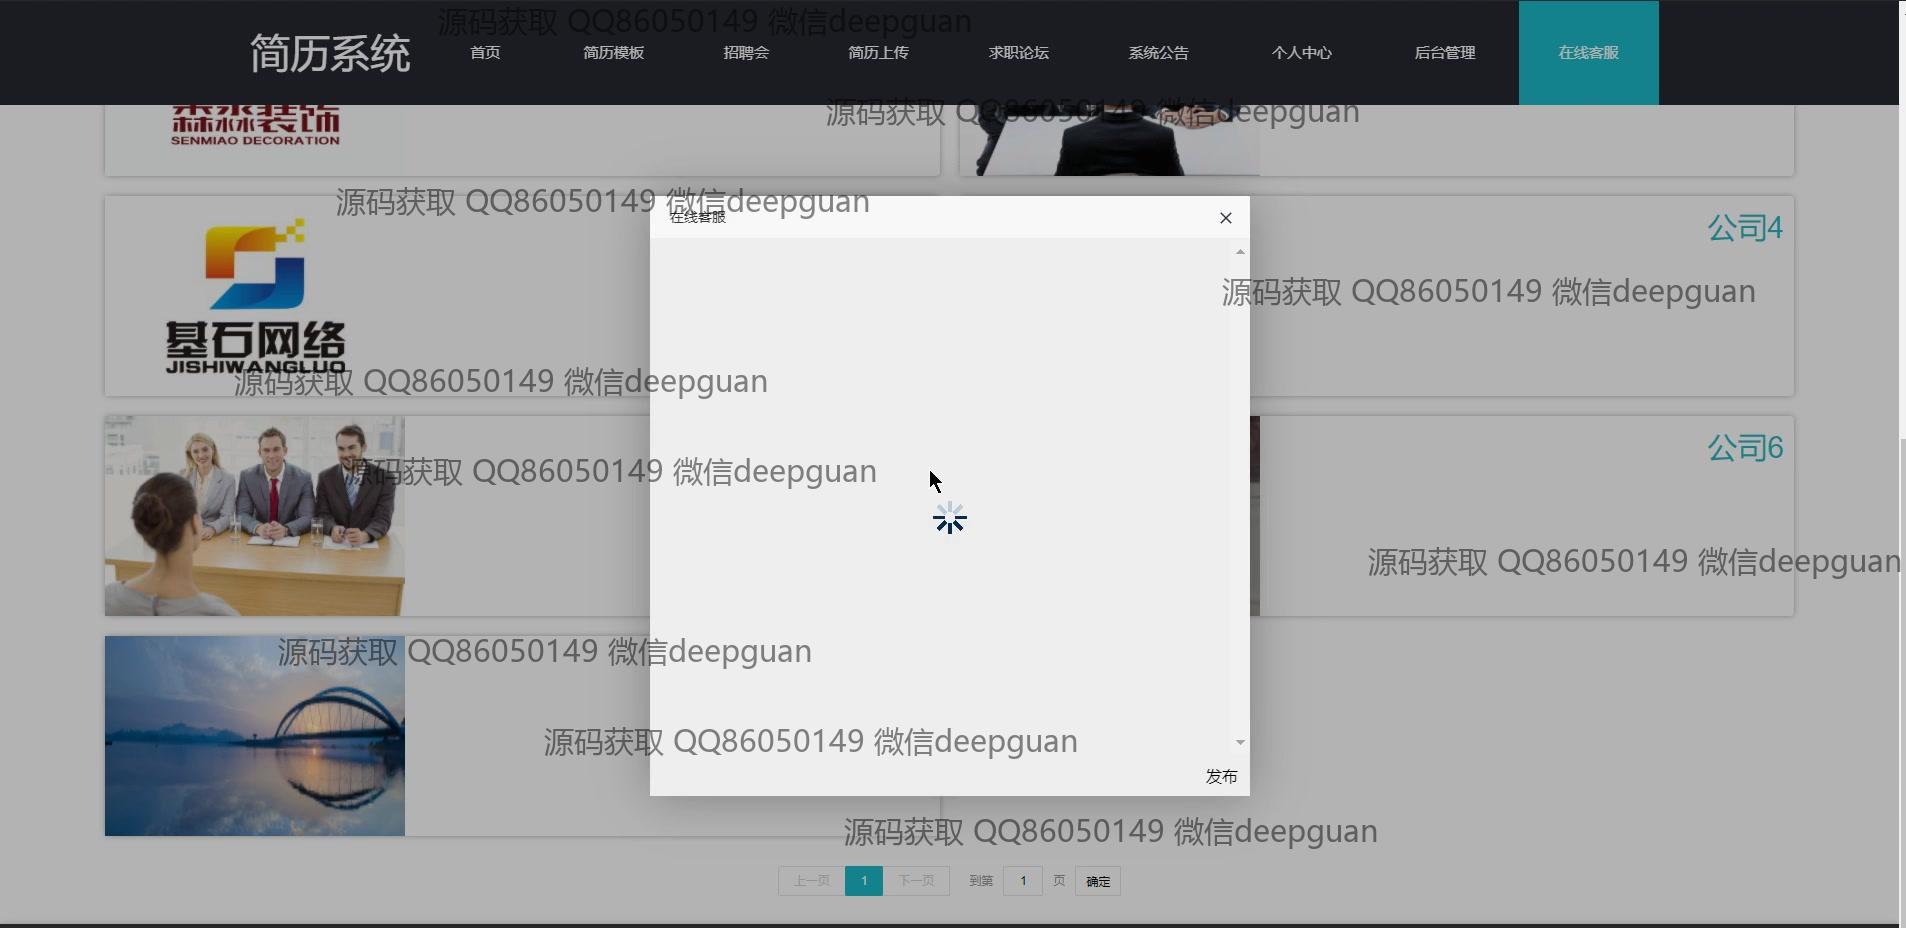 源码获取 QQ86050149 微信deepguan
简历系统
首页
简历模板
招聘会
简历上传
求职论坛
系统公告
个人中心
后台管理
在线客服
源码获取 QQ86050149 微信deepguan
森淼装饰
SENMIAO DECORATION
源码获取 QQ86050149 微信deepguan
在线客服
公司4
源码获取 QQ86050149 微信deepguan
基石网络
JISHIWANGLUO
源码获取 QQ86050149 微信deepguan
公司6
源码获取 QQ86050149 微信deepguan
源码获取 QQ86050149 微信deepguan
源码获取 QQ86050149 微信deepguan
源码获取 QQ86050149 微信deepguan
发布
源码获取 QQ86050149 微信deepguan
上一页 1 下一页 到第 1 页 确定